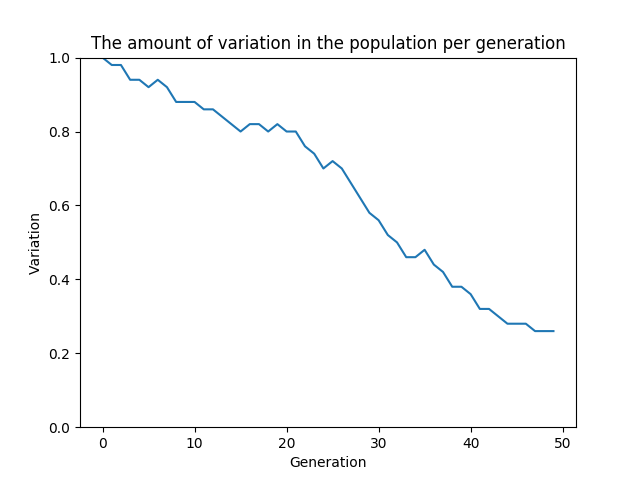 The amount of variation in the population per generation
1.0
0.8
0.6
0.4
0.2
0.0
Variation
0 10 20 30 40 50
Generation